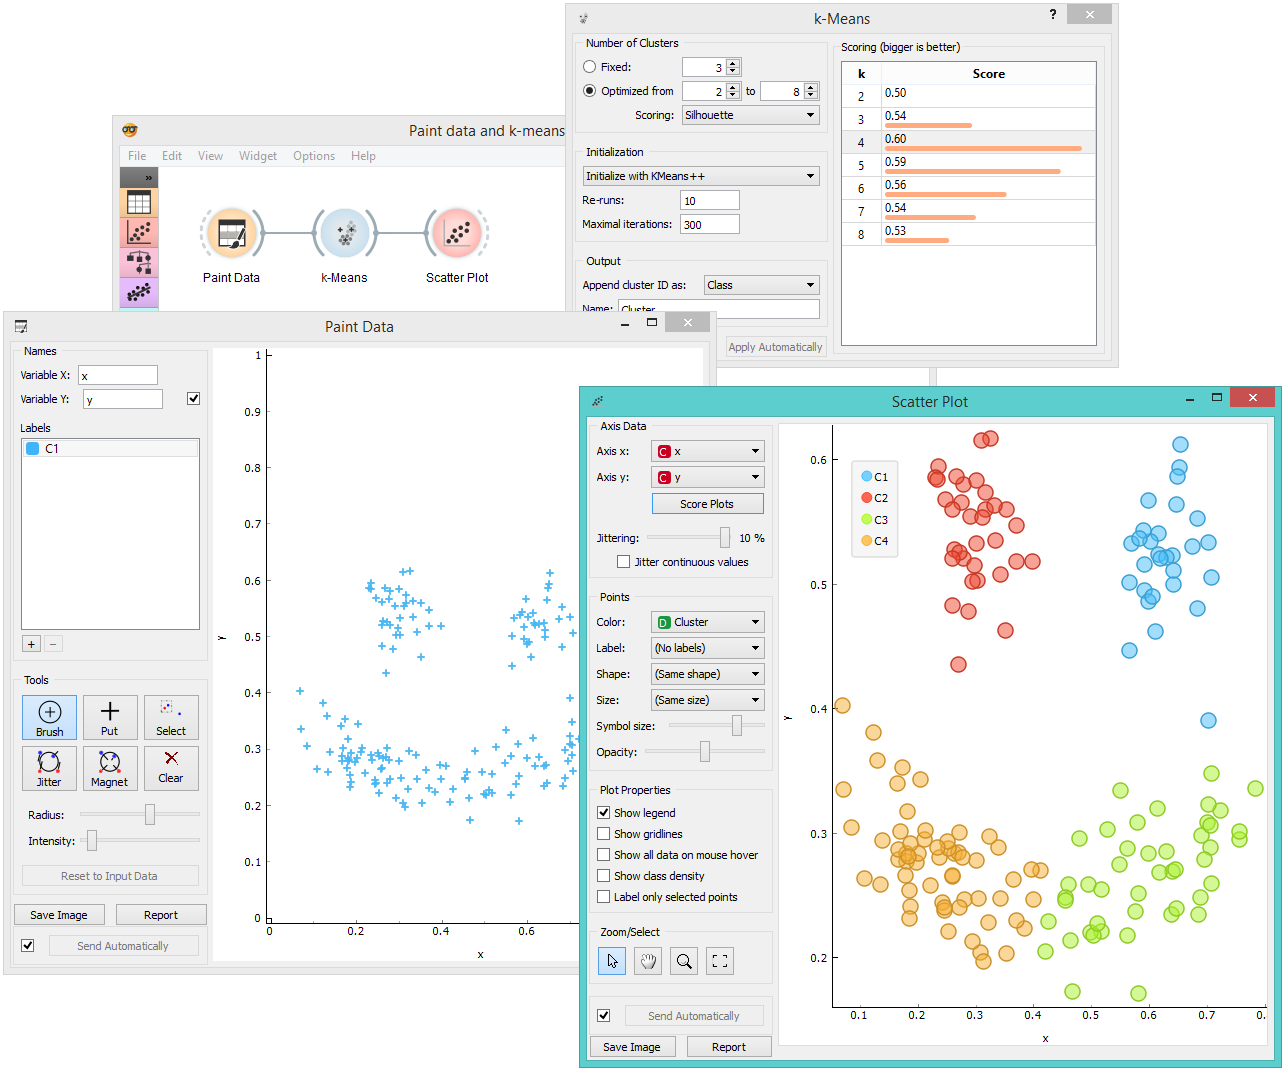 k-Means
?
Number of Clusters
Fixed: 3
Optimized from 2 to 8
Scoring: Silhouette
Initialization
Initialize with KMeans++
Re-runs: 10
Maximal iterations: 300
Output
Append cluster ID as: Class
Name: Cluster
Apply Automatically
Scoring (bigger is better)
k Score
2 0.50
3 0.54
4 0.60
5 0.59
6 0.56
7 0.54
8 0.53
Paint data and k-means
File Edit View Widget Options Help
»
Paint Data k-Means Scatter Plot
Paint Data
Names
Variable X: x
Variable Y: y
Labels
C1
+ −
Tools
Brush Put Select
Jitter Magnet Clear
Radius:
Intensity:
Reset to Input Data
Save Image Report
Send Automatically
1
0.9
0.8
0.7
0.6
0.5
0.4
0.3
0.2
0.1
0
y
0 0.2 0.4 0.6
x
Scatter Plot
Axis Data
Axis x: C x
Axis y: C y
Score Plots
Jittering: 10 %
Jitter continuous values
Points
Color: D Cluster
Label: (No labels)
Shape: (Same shape)
Size: (Same size)
Symbol size:
Opacity:
Plot Properties
Show legend
Show gridlines
Show all data on mouse hover
Show class density
Label only selected points
Zoom/Select
Send Automatically
Save Image Report
C1
C2
C3
C4
0.6
0.5
0.4
0.3
0.2
y
0.1 0.2 0.3 0.4 0.5 0.6 0.7 0.8
x